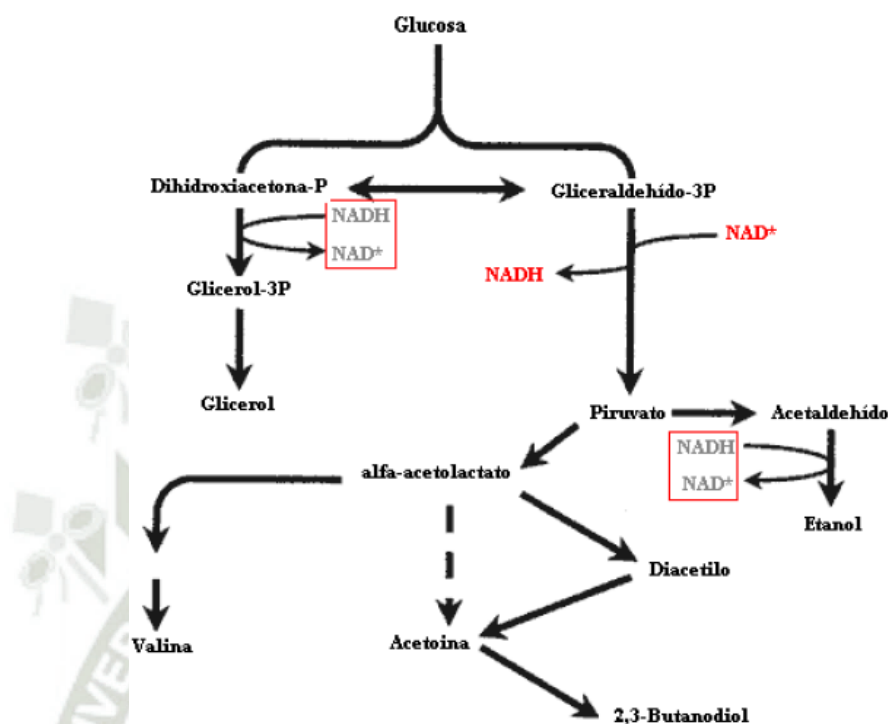 Glucosa
Dihidroxiacetona-P
Gliceraldehído-3P
NADH
NAD*
NAD*
NADH
Glicerol-3P
Glicerol
Piruvato
Acetaldehído
NADH
NAD*
Etanol
alfa-acetolactato
Diacetilo
Valina
Acetoina
2,3-Butanodiol
IVER